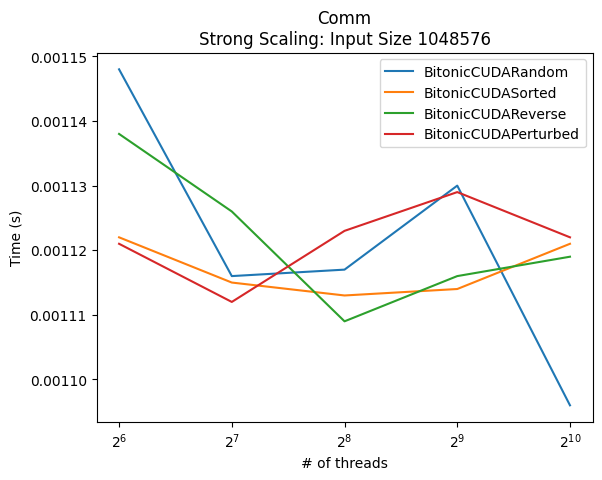 Comm
Strong Scaling: Input Size 1048576
BitonicCUDARandom
BitonicCUDASorted
BitonicCUDAReverse
BitonicCUDAPerturbed
Time (s)
0.00115
0.00114
0.00113
0.00112
0.00111
0.00110
2^6 2^7 2^8 2^9 2^10
# of threads